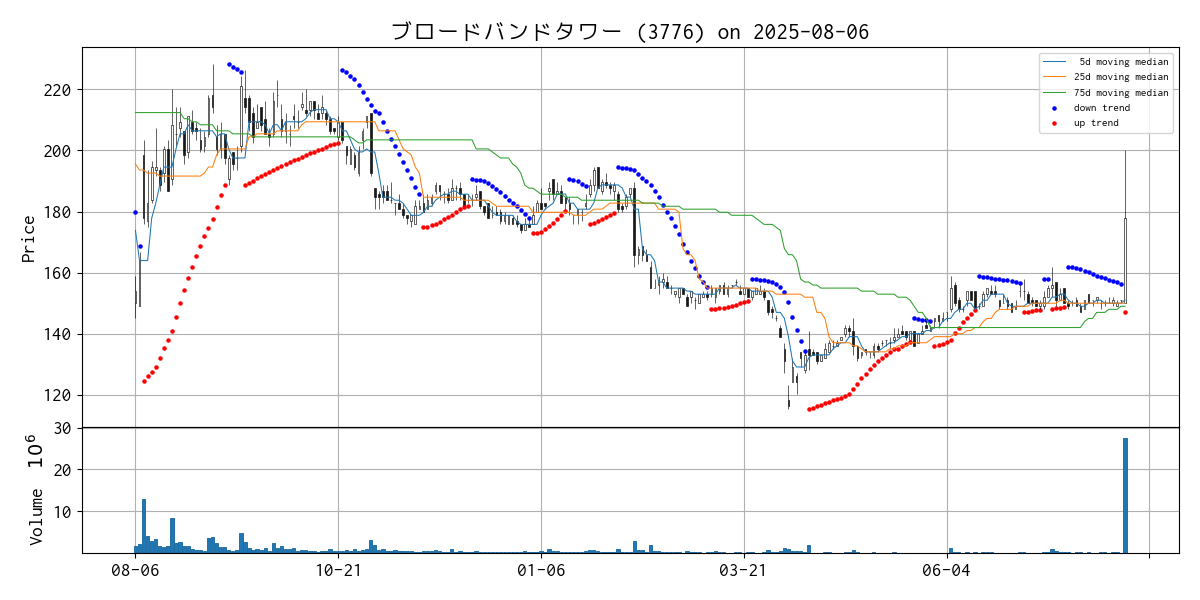 ブロードバンドタワー (3776) on 2025-08-06
5d moving median
25d moving median
75d moving median
down trend
up trend
Price
220
200
180
160
140
120
Volume 10^6
30
20
10
08-06
10-21
01-06
03-21
06-04